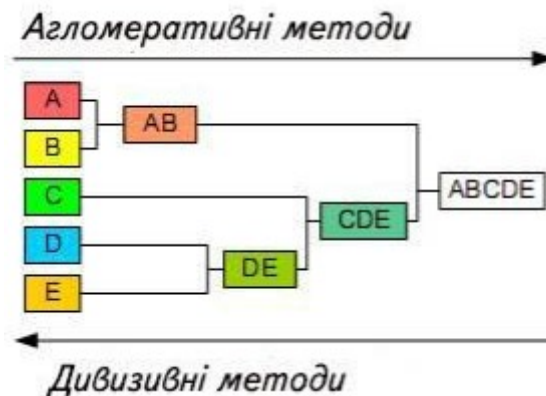 Агломеративні методи
A
AB
B
C
ABCDE
CDE
D
DE
E
Дивизивні методи